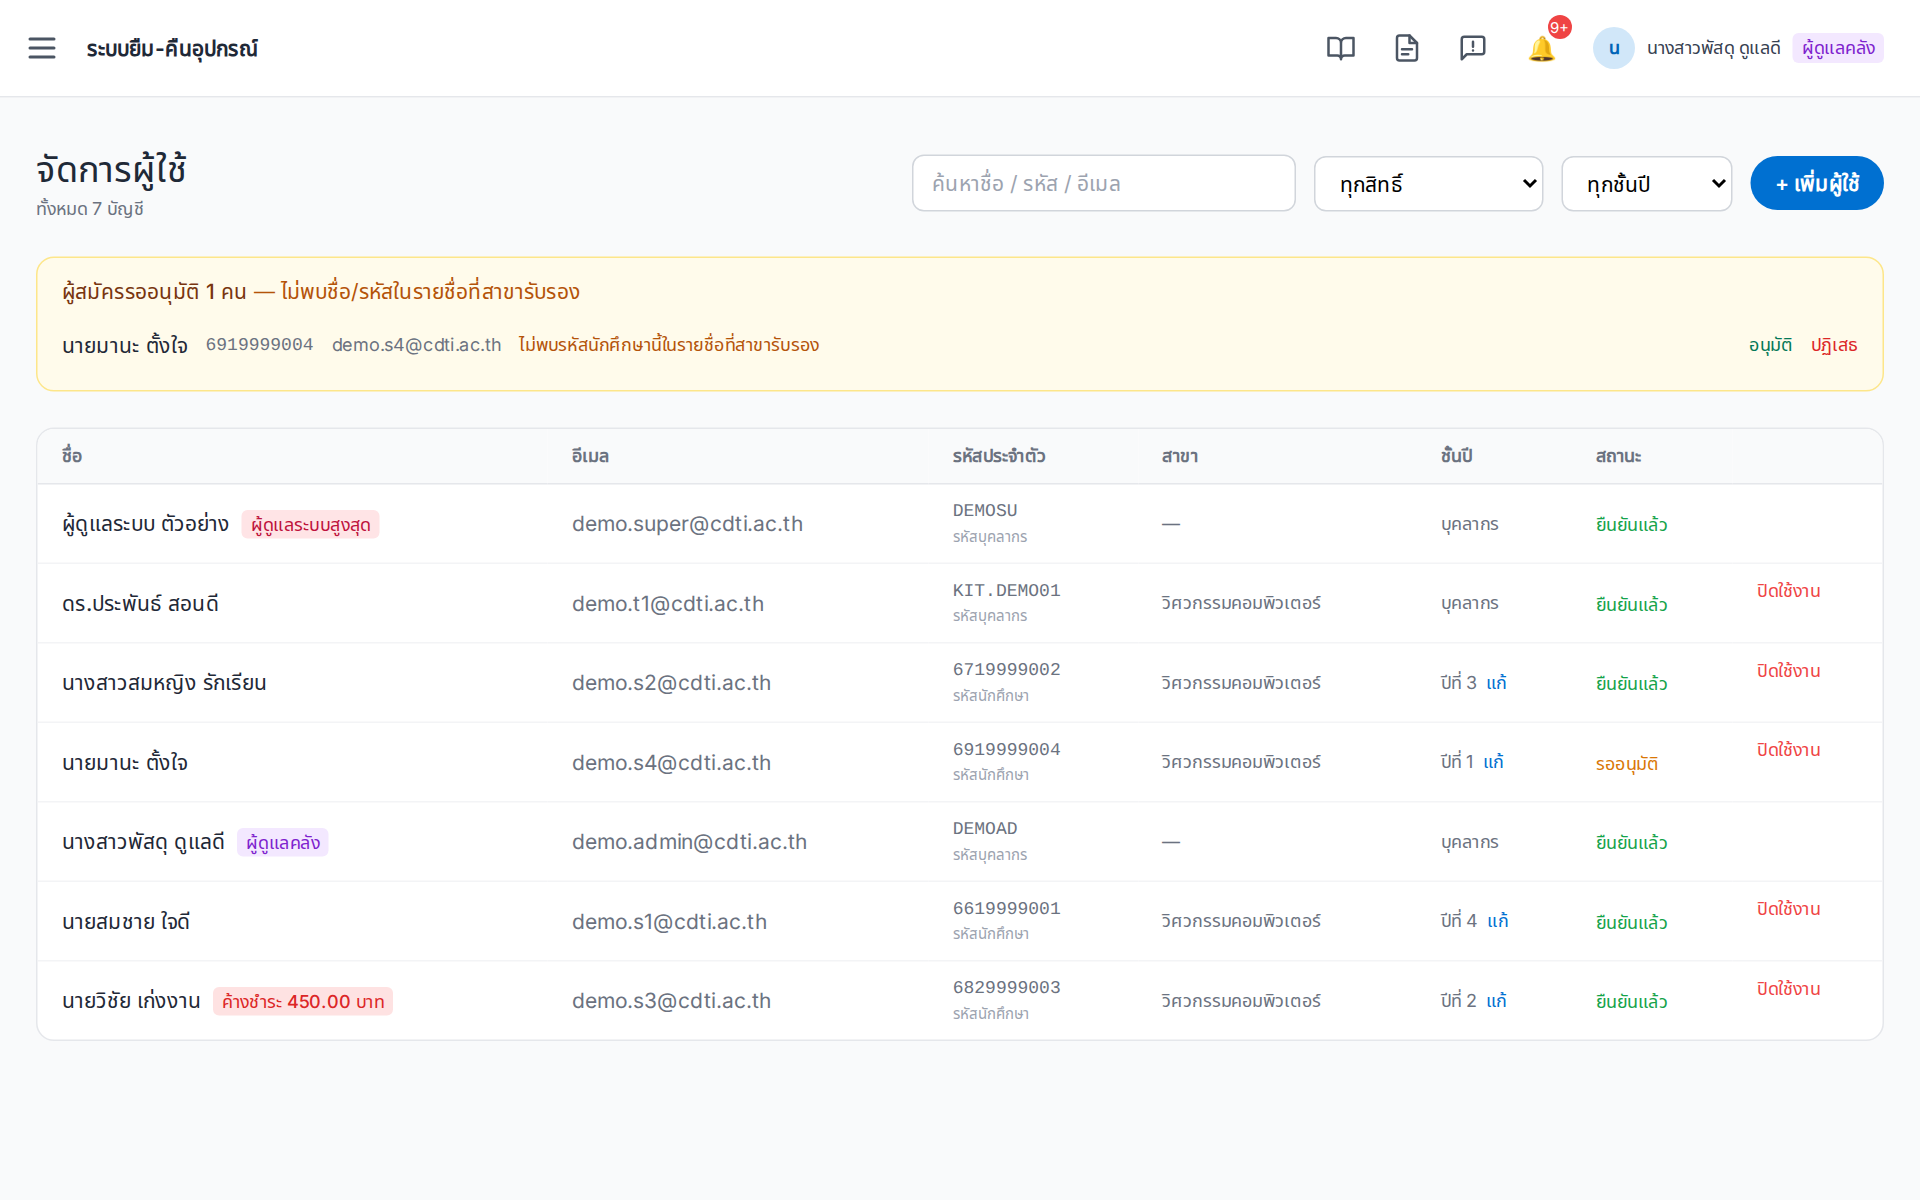 ระบบยืม-คืนอุปกรณ์
9+
น นางสาวพัสดุ ดูแลดี ผู้ดูแลคลัง
จัดการผู้ใช้
ทั้งหมด 7 บัญชี
ค้นหาชื่อ / รหัส / อีเมล ทุกสิทธิ์ ทุกชั้นปี + เพิ่มผู้ใช้
ผู้สมัครรออนุมัติ 1 คน — ไม่พบชื่อ/รหัสในรายชื่อที่สาขารับรอง
นายมานะ ตั้งใจ 6919999004 demo.s4@cdti.ac.th ไม่พบรหัสนักศึกษานี้ในรายชื่อที่สาขารับรอง อนุมัติ ปฏิเสธ
ชื่อ อีเมล รหัสประจำตัว สาขา ชั้นปี สถานะ
ผู้ดูแลระบบ ตัวอย่าง ผู้ดูแลระบบสูงสุด demo.super@cdti.ac.th DEMOSU — บุคลากร ยืนยันแล้ว
รหัสบุคลากร
ดร.ประพันธ์ สอนดี demo.t1@cdti.ac.th KIT.DEMO01 วิศวกรรมคอมพิวเตอร์ บุคลากร ยืนยันแล้ว ปิดใช้งาน
รหัสบุคลากร
นางสาวสมหญิง รักเรียน demo.s2@cdti.ac.th 6719999002 วิศวกรรมคอมพิวเตอร์ ปีที่ 3 แก้ ยืนยันแล้ว ปิดใช้งาน
รหัสนักศึกษา
นายมานะ ตั้งใจ demo.s4@cdti.ac.th 6919999004 วิศวกรรมคอมพิวเตอร์ ปีที่ 1 แก้ รออนุมัติ ปิดใช้งาน
รหัสนักศึกษา
นางสาวพัสดุ ดูแลดี ผู้ดูแลคลัง demo.admin@cdti.ac.th DEMOAD — บุคลากร ยืนยันแล้ว
รหัสบุคลากร
นายสมชาย ใจดี demo.s1@cdti.ac.th 6619999001 วิศวกรรมคอมพิวเตอร์ ปีที่ 4 แก้ ยืนยันแล้ว ปิดใช้งาน
รหัสนักศึกษา
นายวิชัย เก่งงาน ค้างชำระ 450.00 บาท demo.s3@cdti.ac.th 6829999003 วิศวกรรมคอมพิวเตอร์ ปีที่ 2 แก้ ยืนยันแล้ว ปิดใช้งาน
รหัสนักศึกษา